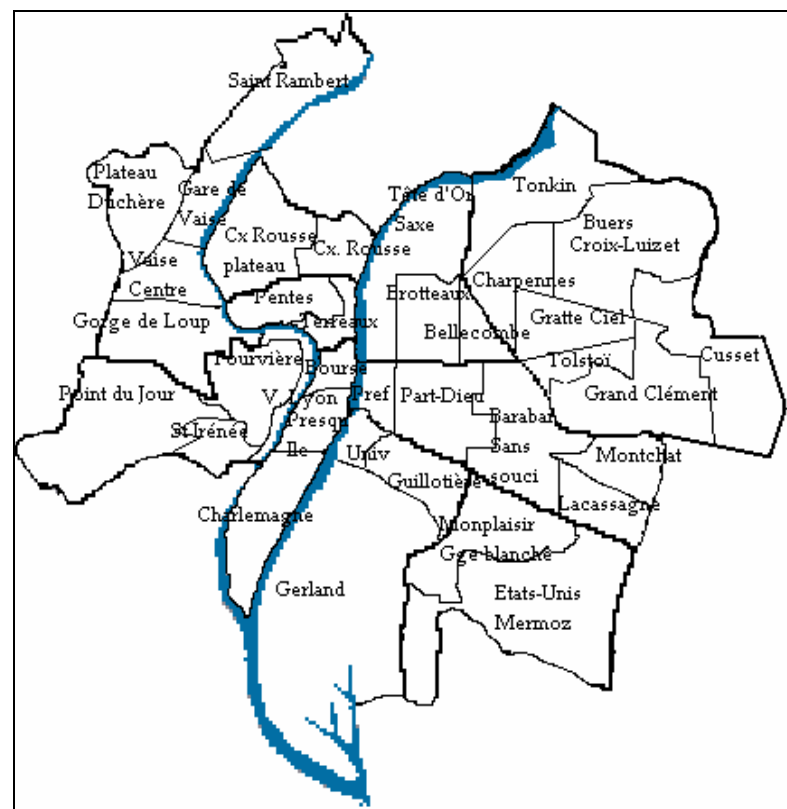 Saint Rambert
Plateau
Duchère
Gare de
Vaise
Tête d'Or
Saxe
Tonkin
Buers
Croix-Luizet
Cx Rousse
plateau
Cx. Rousse
Vaise
Centre
Gorge de Loup
Pentes
Terreaux
Brotteaux
Bellecombe
Charpennes
Gratte Ciel
Tolstoï
Cusset
Grand Clément
Point du Jour
Fourvière
Bourse
V. Lyon
Presqu
Ile
St Irénée
Pref
Part-Dieu
Baraban
Sans
souci
Montchat
Lacassagne
Univ
Guillotière
Charlemagne
Monplaisir
Gge blanche
Gerland
Etats-Unis
Mermoz